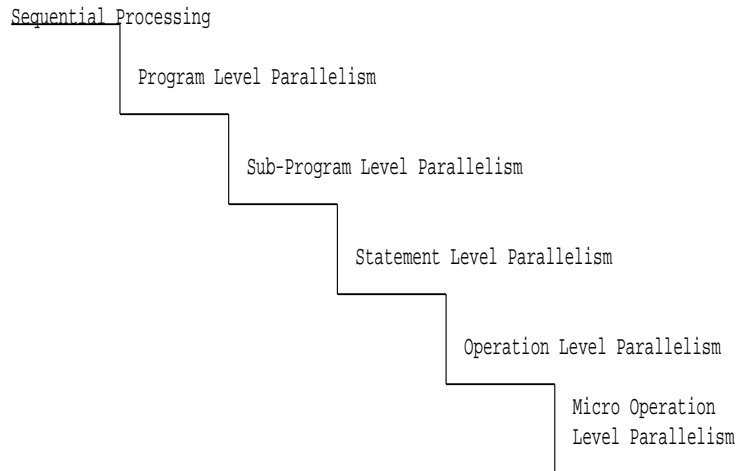 Sequential Processing
Program Level Parallelism
Sub-Program Level Parallelism
Statement Level Parallelism
Operation Level Parallelism
Micro Operation
Level Parallelism